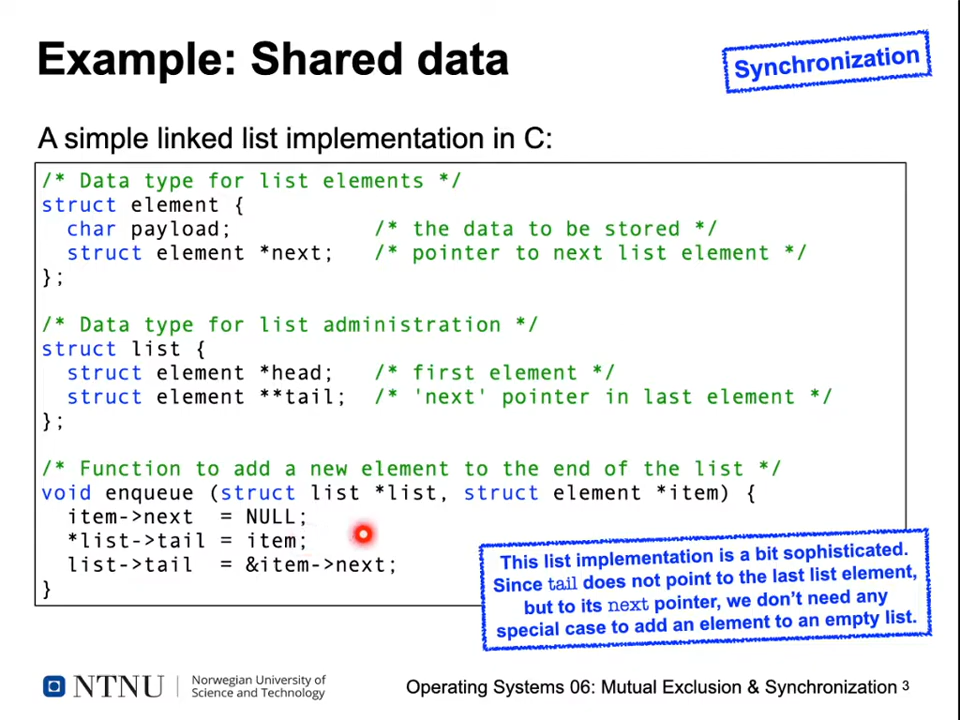 Example: Shared data
Synchronization
A simple linked list implementation in C:
/* Data type for list elements */
struct element {
  char payload;           /* the data to be stored */
  struct element *next;   /* pointer to next list element */
};
/* Data type for list administration */
struct list {
  struct element *head;   /* first element */
  struct element **tail;  /* 'next' pointer in last element */
};
/* Function to add a new element to the end of the list */
void enqueue (struct list *list, struct element *item) {
  item->next  = NULL;
  *list->tail = item;
  list->tail  = &item->next;
}
This list implementation is a bit sophisticated.
Since tail does not point to the last list element,
but to its next pointer, we don't need any
special case to add an element to an empty list.
NTNU
Norwegian University of
Science and Technology
Operating Systems 06: Mutual Exclusion & Synchronization 3